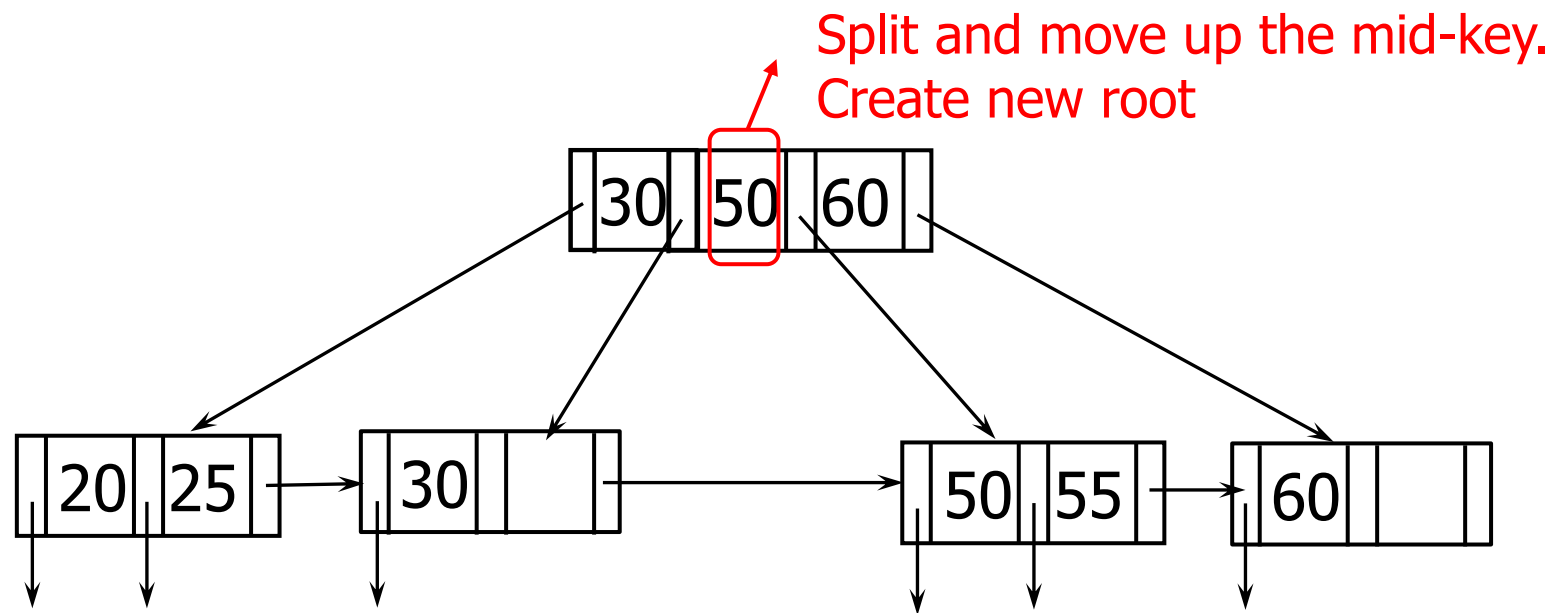 Split and move up the mid-key.
Create new root
30 50 60
20 25 30 50 55 60